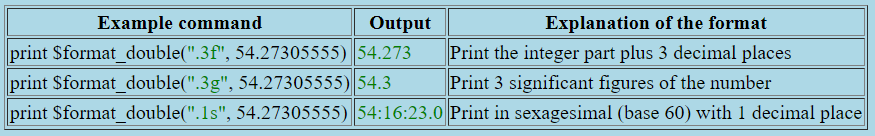 Example command Output Explanation of the format
print $format_double(".3f", 54.27305555) 54.273 Print the integer part plus 3 decimal places
print $format_double(".3g", 54.27305555) 54.3 Print 3 significant figures of the number
print $format_double(".1s", 54.27305555) 54:16:23.0 Print in sexagesimal (base 60) with 1 decimal place